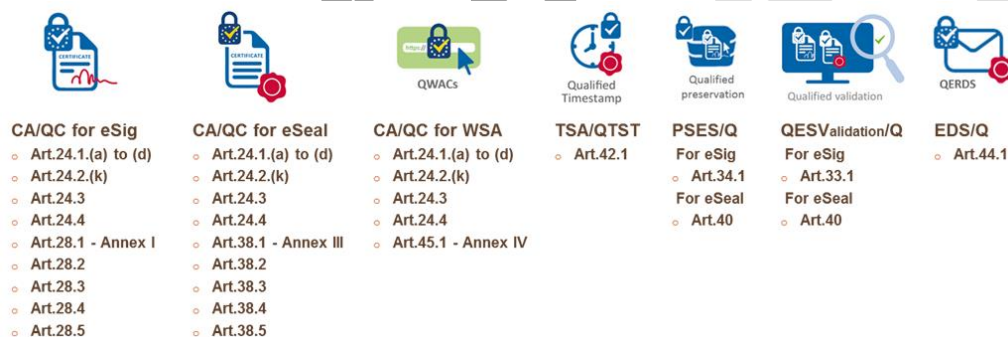 CERTIFICATE
CERTIFICATE
https://
QWACs
Qualified
Timestamp
Qualified
preservation
Qualified validation
QERDS
CA/QC for eSig
Art.24.1.(a) to (d)
Art.24.2.(k)
Art.24.3
Art.24.4
Art.28.1 - Annex I
Art.28.2
Art.28.3
Art.28.4
Art.28.5
CA/QC for eSeal
Art.24.1.(a) to (d)
Art.24.2.(k)
Art.24.3
Art.24.4
Art.38.1 - Annex III
Art.38.2
Art.38.3
Art.38.4
Art.38.5
CA/QC for WSA
Art.24.1.(a) to (d)
Art.24.2.(k)
Art.24.3
Art.24.4
Art.45.1 - Annex IV
TSA/QTST
Art.42.1
PSES/Q
For eSig
Art.34.1
For eSeal
Art.40
QESValidation/Q
For eSig
Art.33.1
For eSeal
Art.40
EDS/Q
Art.44.1